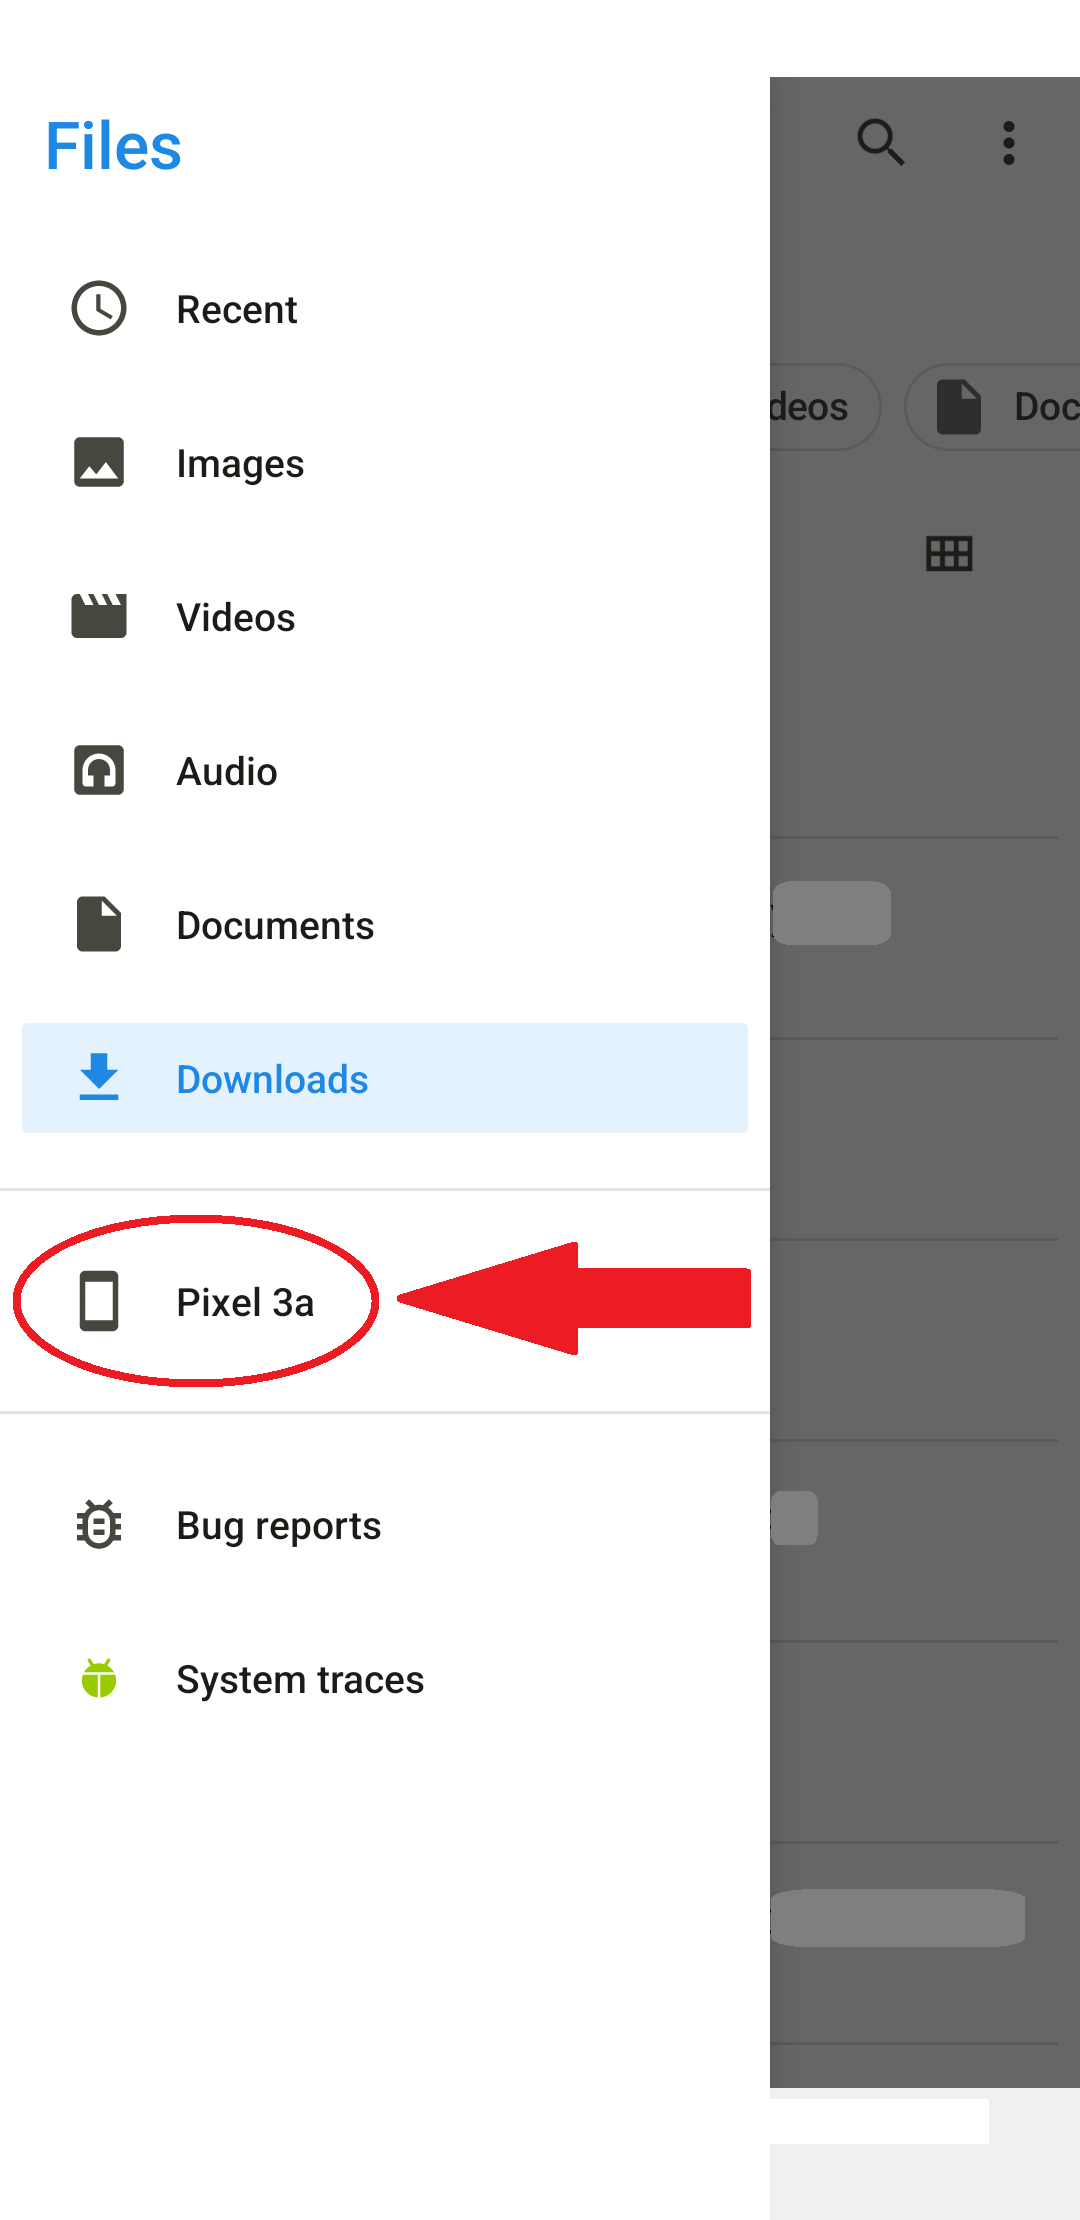 Files
Recent
Images
Videos
Audio
Documents
Downloads
Pixel 3a
Bug reports
System traces
deos
Doc